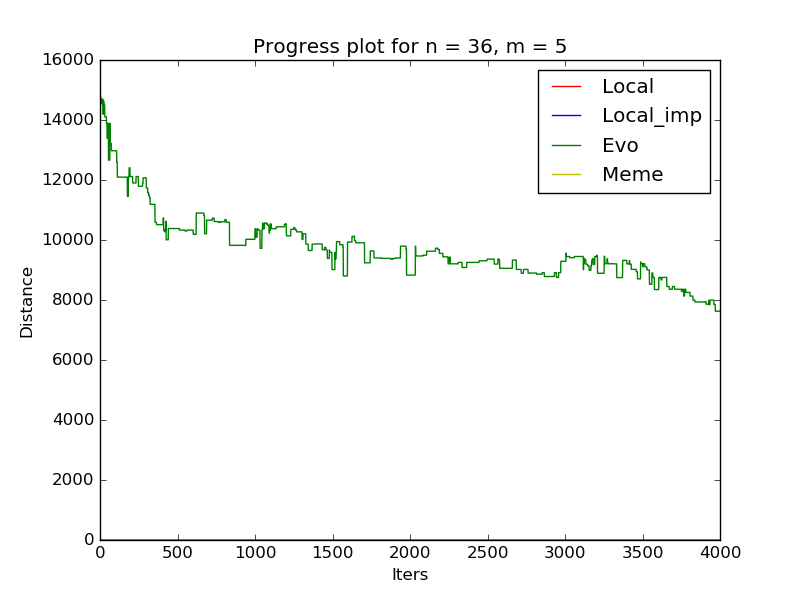 Progress plot for n = 36, m = 5
16000
14000
12000
10000
8000
6000
4000
2000
0
Distance
Local
Local_imp
Evo
Meme
0 500 1000 1500 2000 2500 3000 3500 4000
Iters